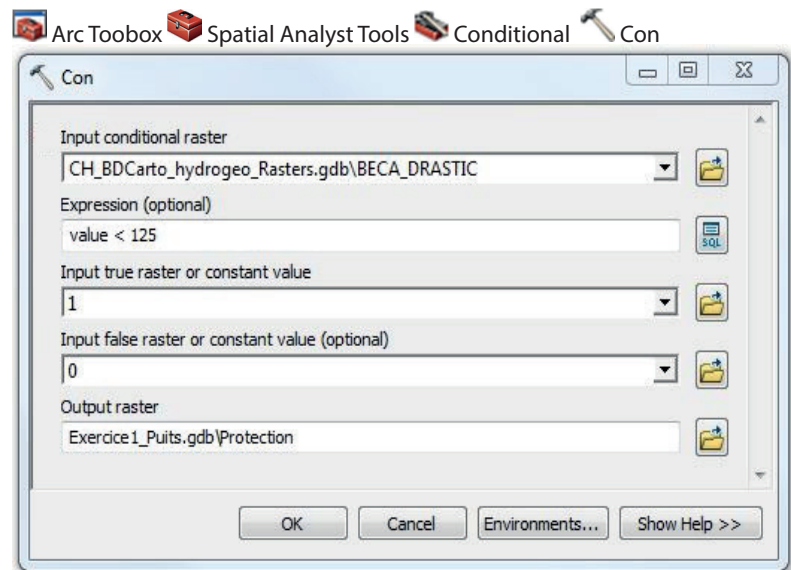 Arc Toobox Spatial Analyst Tools Conditional Con
Con
Input conditional raster
CH_BDCarto_hydrogeo_Rasters.gdb\BECA_DRASTIC
Expression (optional)
value < 125
SQL
Input true raster or constant value
1
Input false raster or constant value (optional)
0
Output raster
Exercice1_Puits.gdb\Protection
OK Cancel Environments... Show Help >>